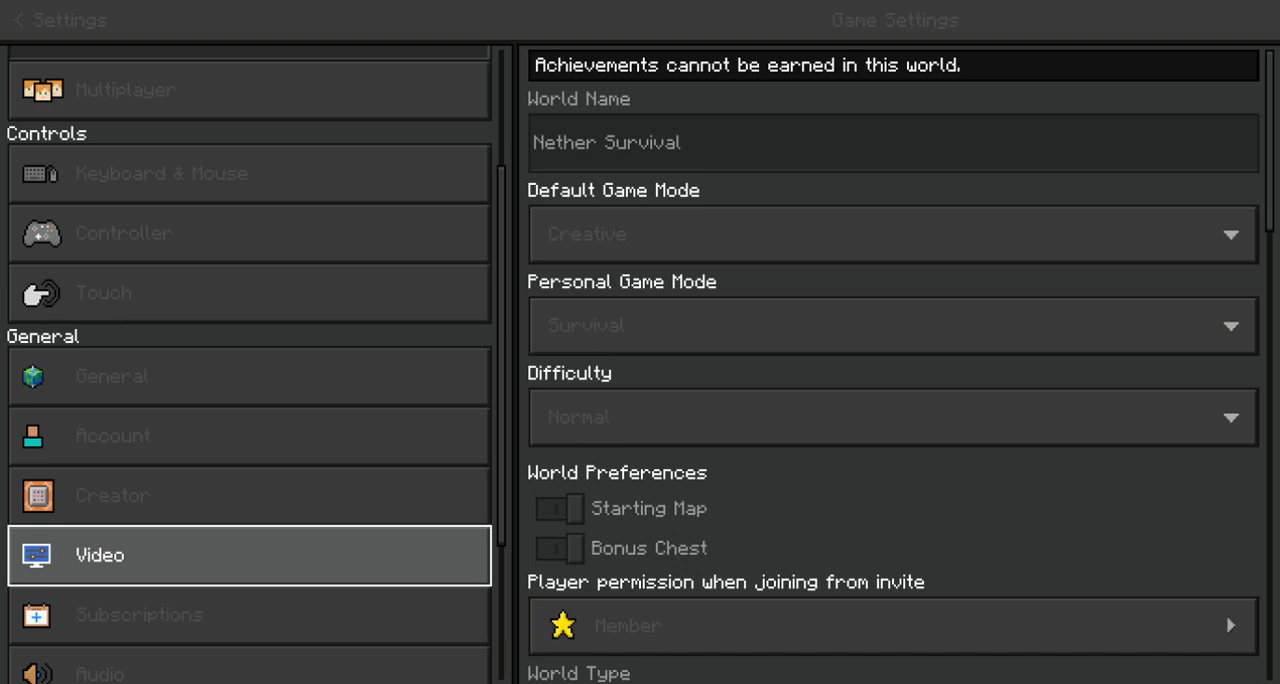 Settings
Game Settings
Multiplayer
Controls
Keyboard & Mouse
Controller
Touch
General
General
Account
Creator
Video
Subscriptions
Audio
Achievements cannot be earned in this world.
World Name
Nether Survival
Default Game Mode
Creative
Personal Game Mode
Survival
Difficulty
Normal
World Preferences
Starting Map
Bonus Chest
Player permission when joining from invite
Member
World Type